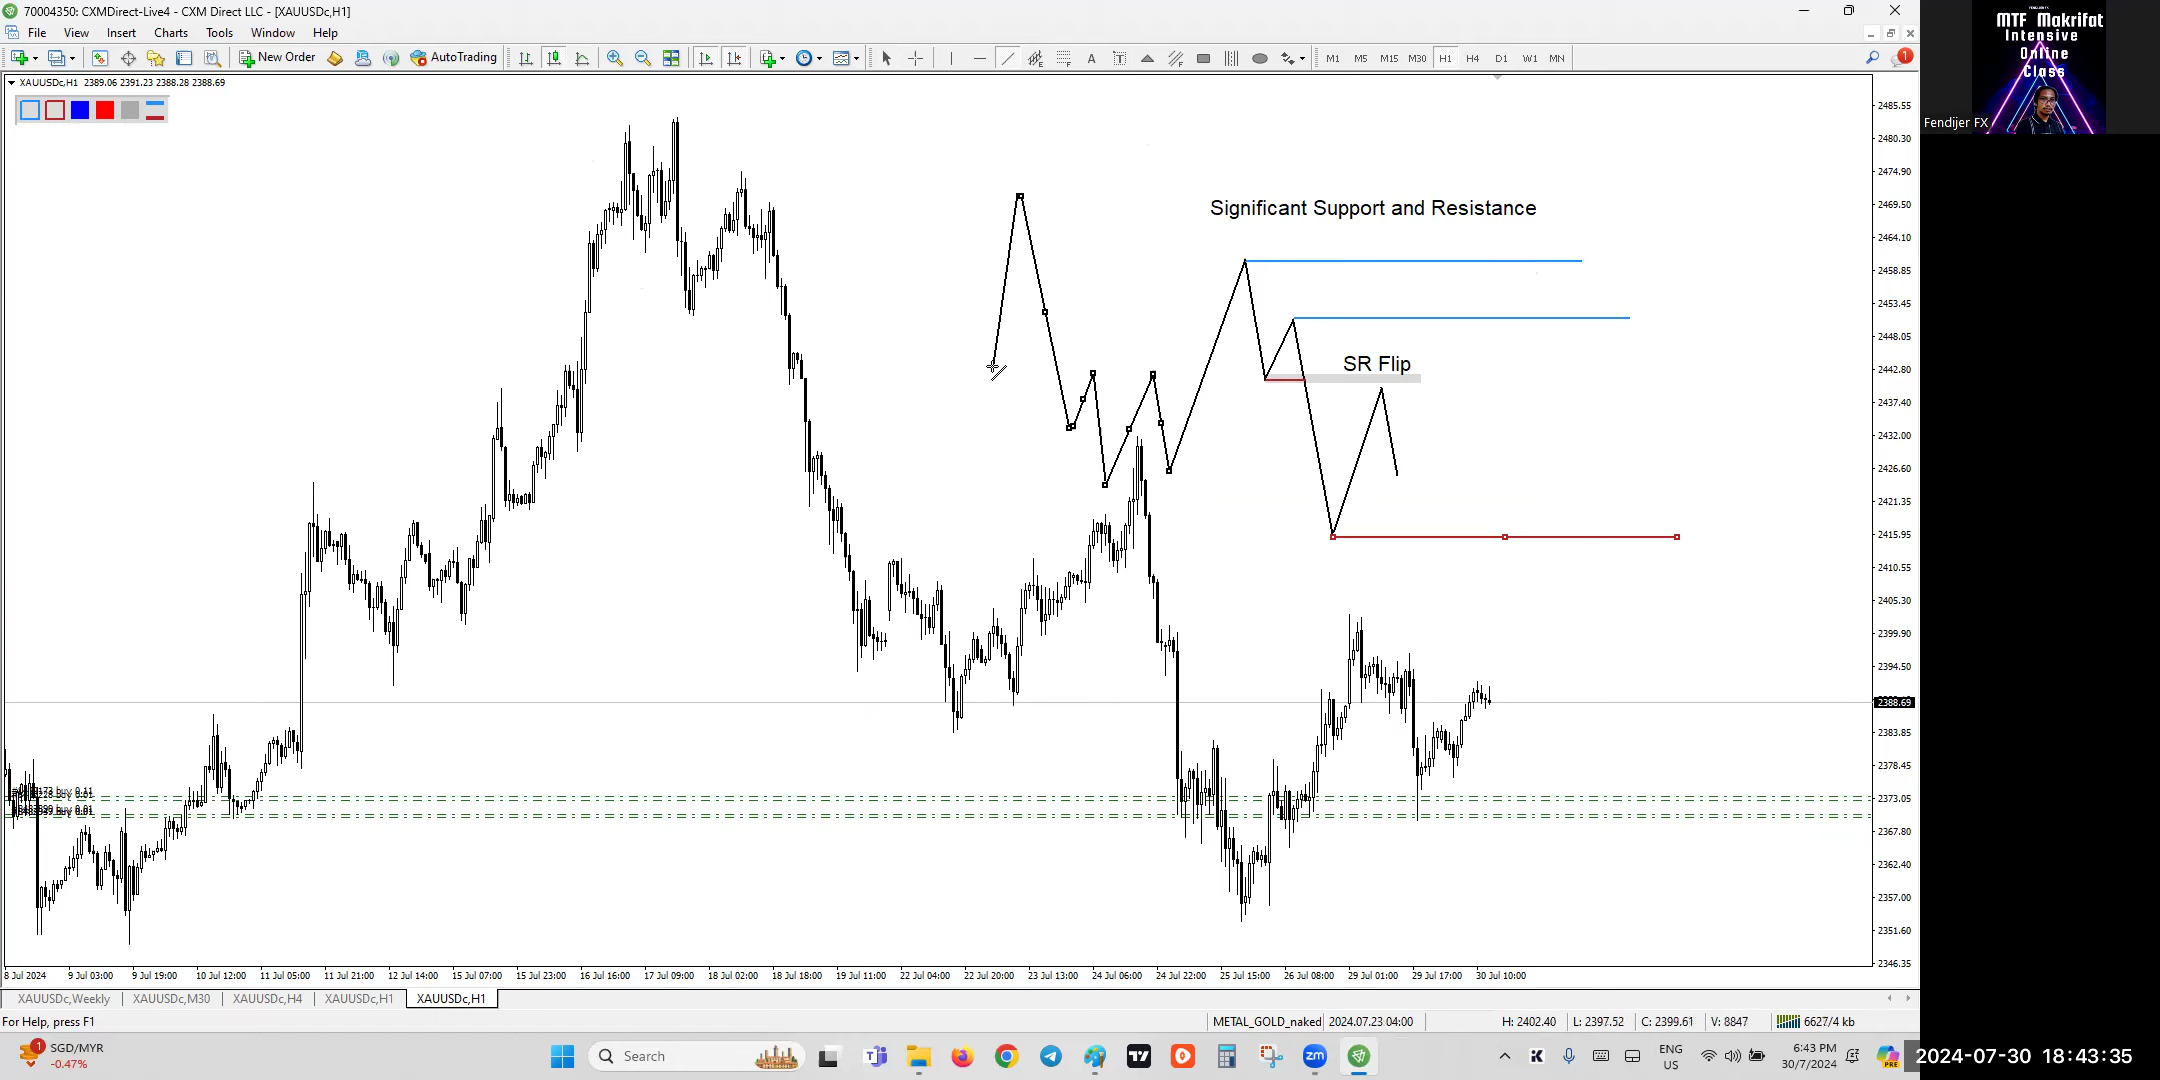 70004350: CXMDirect-Live4 - CXM Direct LLC - [XAUUSDc,H1]
File View Insert Charts Tools Window Help
New Order AutoTrading A T M1 M5 M15 M30 H1 H4 D1 W1 MN 1
XAUUSDc,H1 2389.06 2391.23 2388.28 2388.69
Significant Support and Resistance
SR Flip
2485.55
2480.30
2474.90
2469.50
2464.10
2458.85
2453.45
2448.05
2442.80
2437.40
2432.00
2426.60
2421.35
2415.95
2410.55
2405.30
2399.90
2394.50
2388.69
2383.85
2378.45
2373.05
2367.80
2362.40
2357.00
2351.60
2346.35
8 Jul 2024 9 Jul 03:00 9 Jul 19:00 10 Jul 12:00 11 Jul 05:00 11 Jul 21:00 12 Jul 14:00 15 Jul 07:00 15 Jul 23:00 16 Jul 16:00 17 Jul 09:00 18 Jul 02:00 18 Jul 18:00 19 Jul 11:00 22 Jul 04:00 22 Jul 20:00 23 Jul 13:00 24 Jul 06:00 24 Jul 22:00 25 Jul 15:00 26 Jul 08:00 29 Jul 01:00 29 Jul 17:00 30 Jul 10:00
XAUUSDc,Weekly XAUUSDc,M30 XAUUSDc,H4 XAUUSDc,H1 XAUUSDc,H1
For Help, press F1 METAL_GOLD_naked 2024.07.23 04:00 H: 2402.40 L: 2397.52 C: 2399.61 V: 8847 6627/4 kb
1 SGD/MYR
-0.47%
Search
zm
K
ENG
US
6:43 PM
30/7/2024
PRE
MTF Makrifat
Intensive
Online
Class
Fendijer FX
2024-07-30 18:43:35